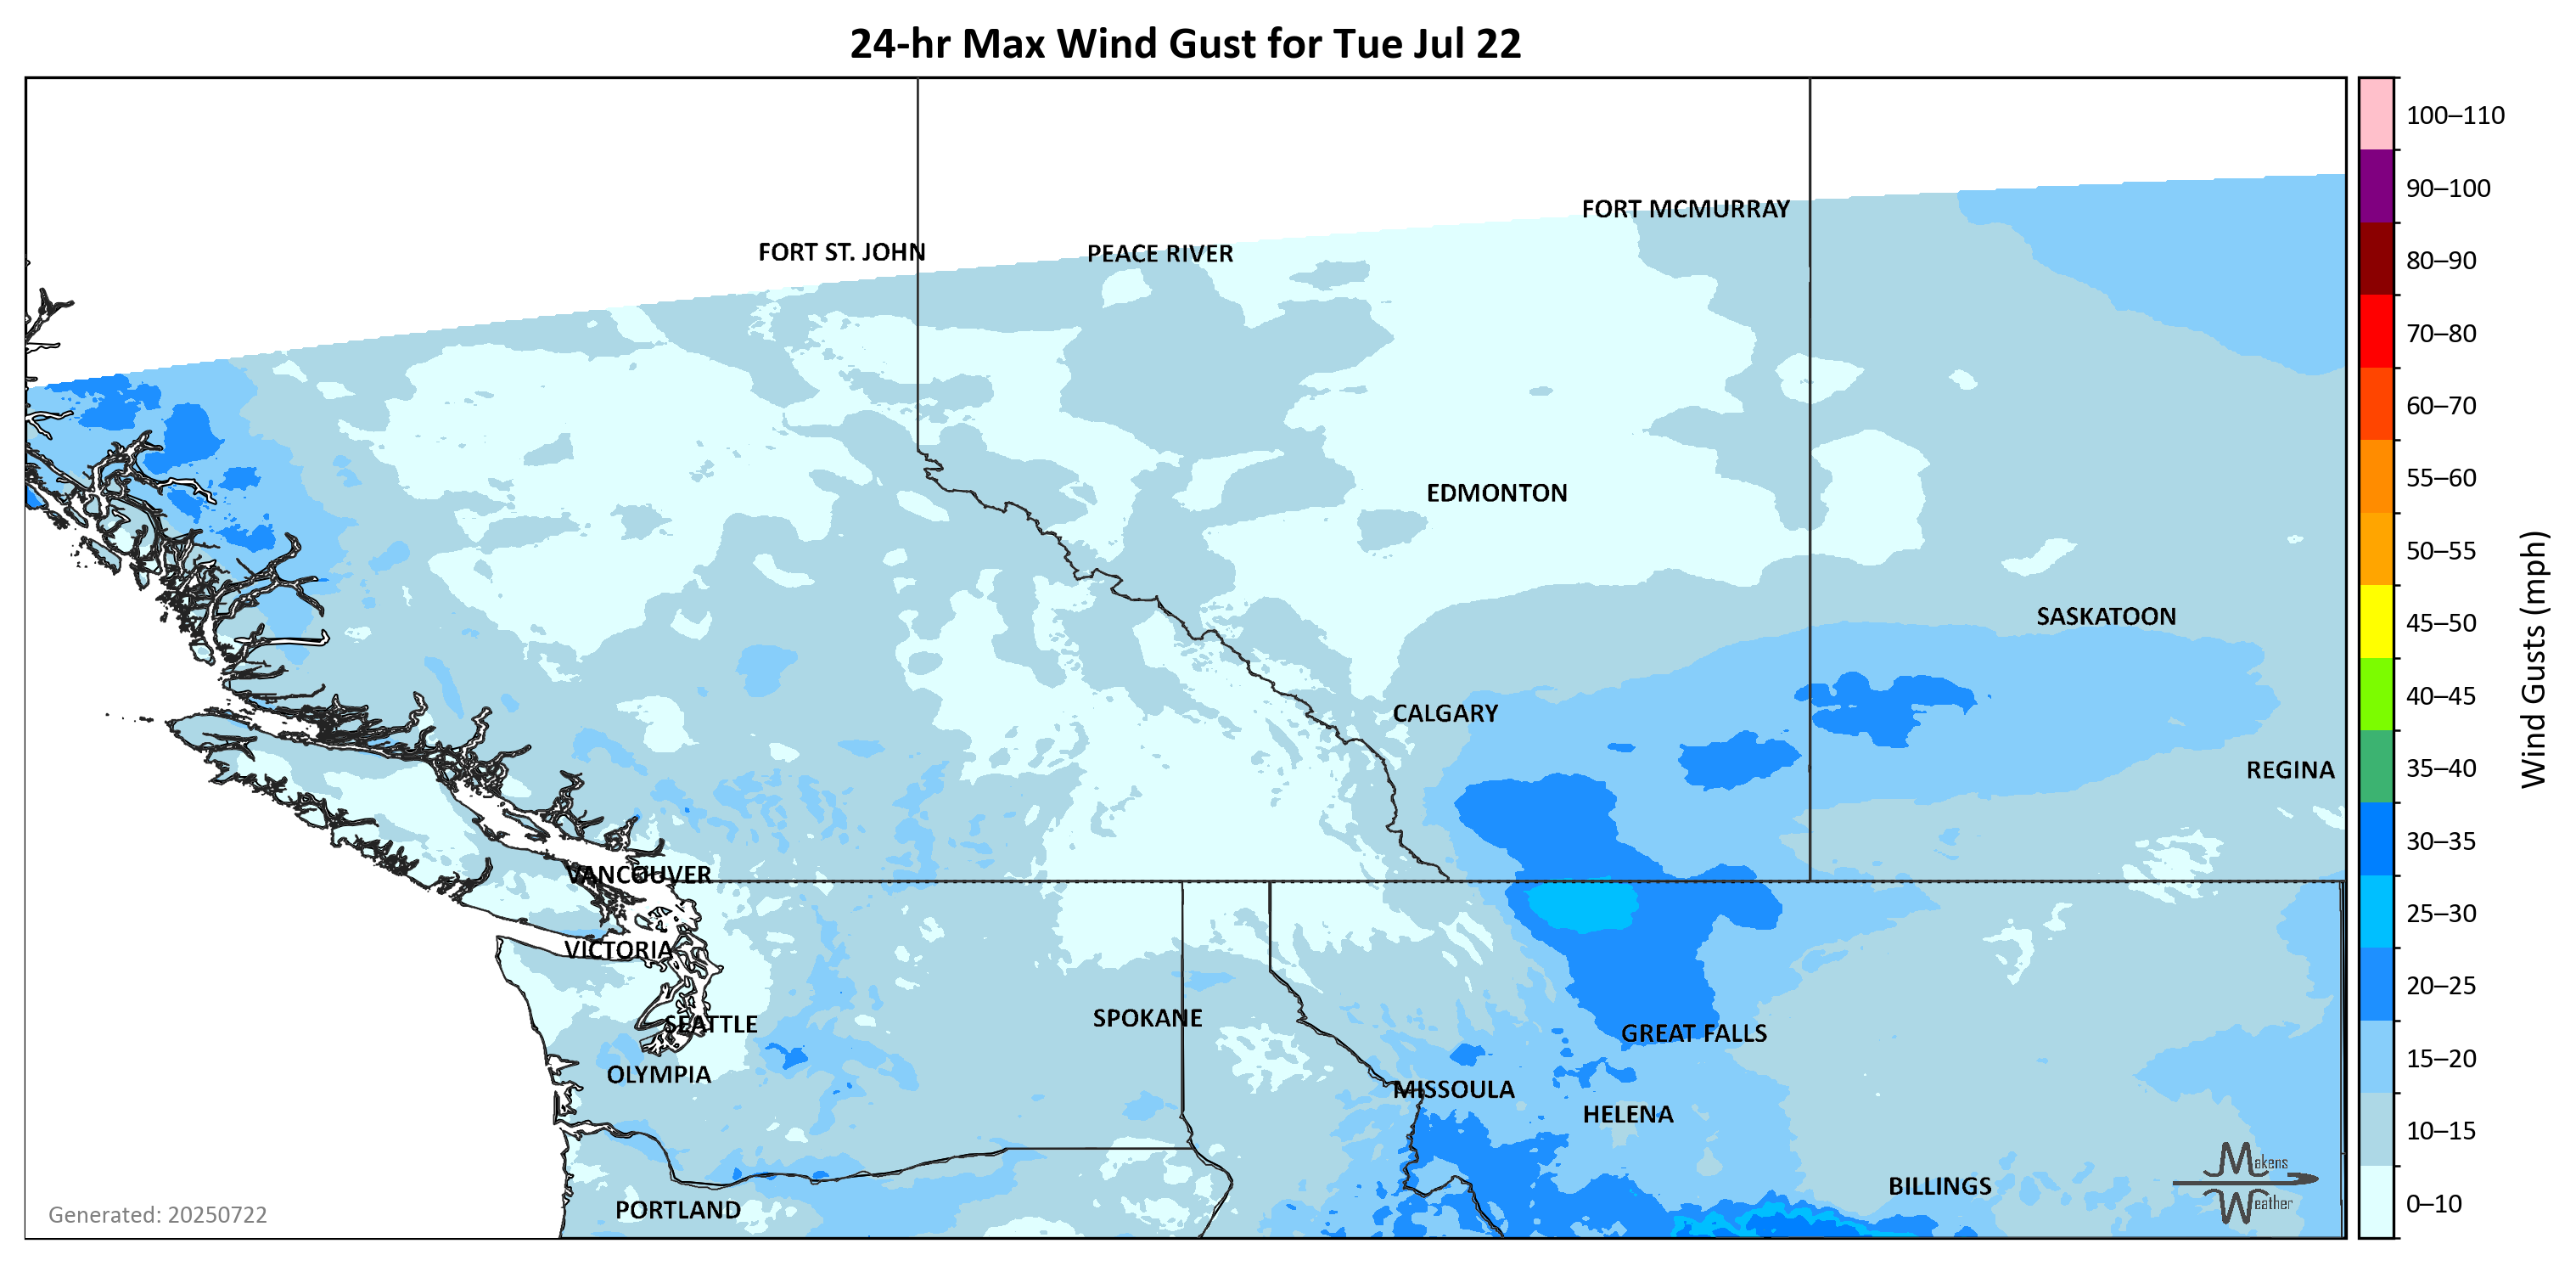 24-hr Max Wind Gust for Tue Jul 22
100–110
90–100
80–90
70–80
60–70
55–60
50–55
45–50
40–45
35–40
30–35
25–30
20–25
15–20
10–15
0–10
Wind Gusts (mph)
FORT MCMURRAY
FORT ST. JOHN
PEACE RIVER
EDMONTON
SASKATOON
CALGARY
REGINA
VANCOUVER
VICTORIA
SEATTLE
SPOKANE
GREAT FALLS
OLYMPIA
MISSOULA
HELENA
BILLINGS
PORTLAND
Makens
Weather
Generated: 20250722